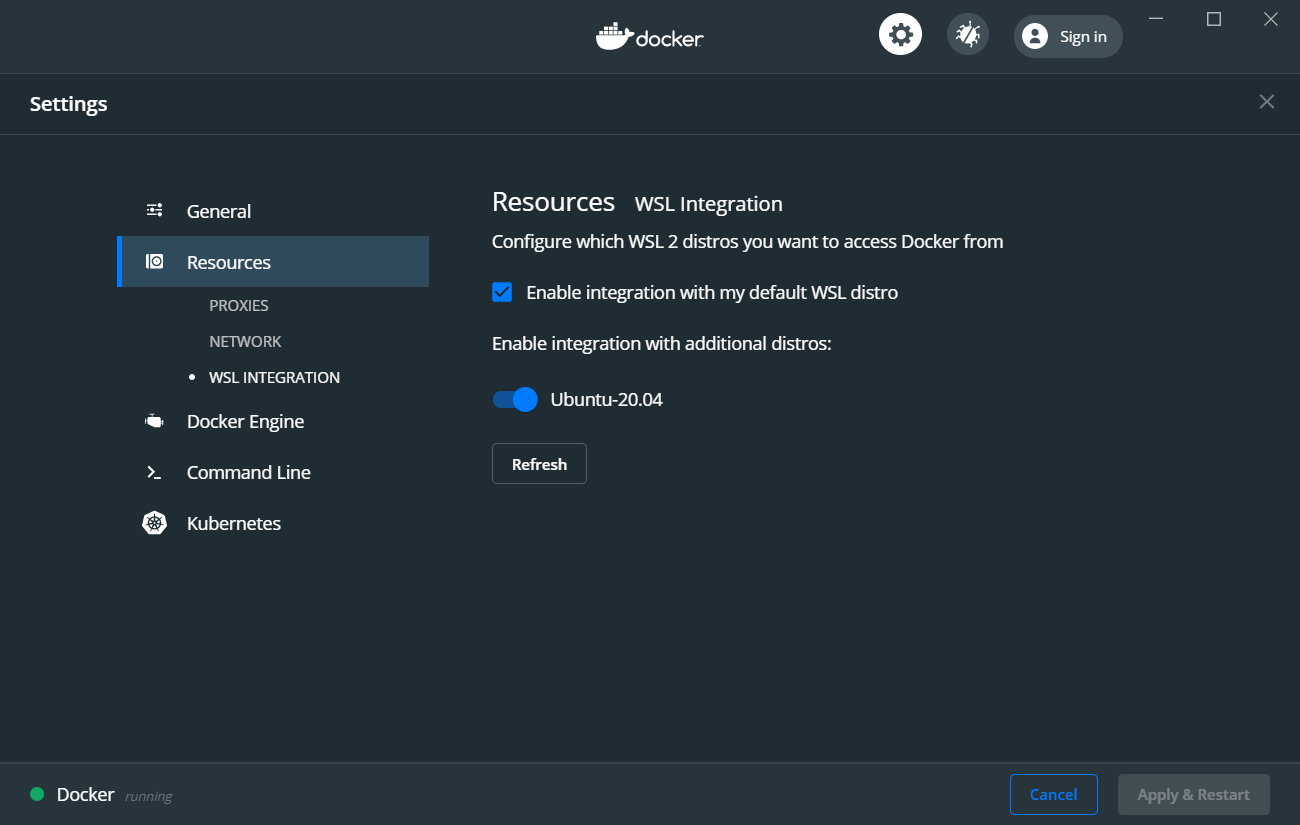 docker
Sign in
Settings
General
Resources
PROXIES
NETWORK
WSL INTEGRATION
Docker Engine
Command Line
Kubernetes
Resources WSL Integration
Configure which WSL 2 distros you want to access Docker from
Enable integration with my default WSL distro
Enable integration with additional distros:
Ubuntu-20.04
Refresh
Docker running
Cancel
Apply & Restart